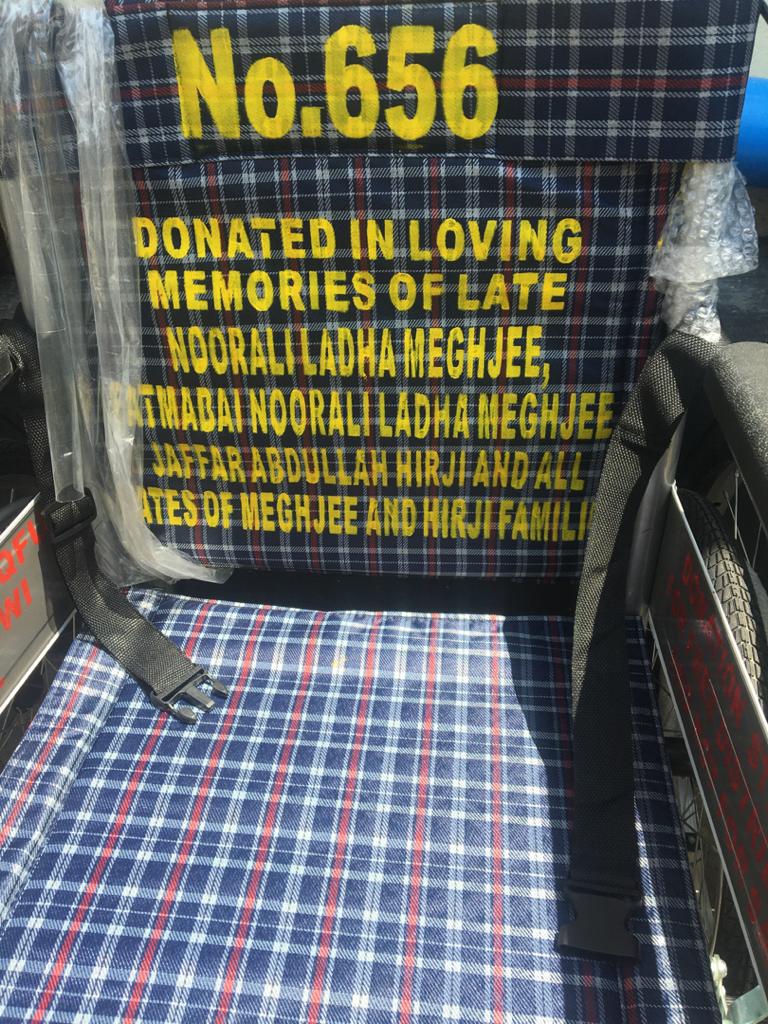 No.656
DONATED IN LOVING
MEMORIES OF LATE
NOORALI LADHA MEGHJEE,
NOORALI LADHA MEGHJEE
JAFFAR ABDULLAH HIRJI AND ALL
OF MEGHJEE AND HIRJI